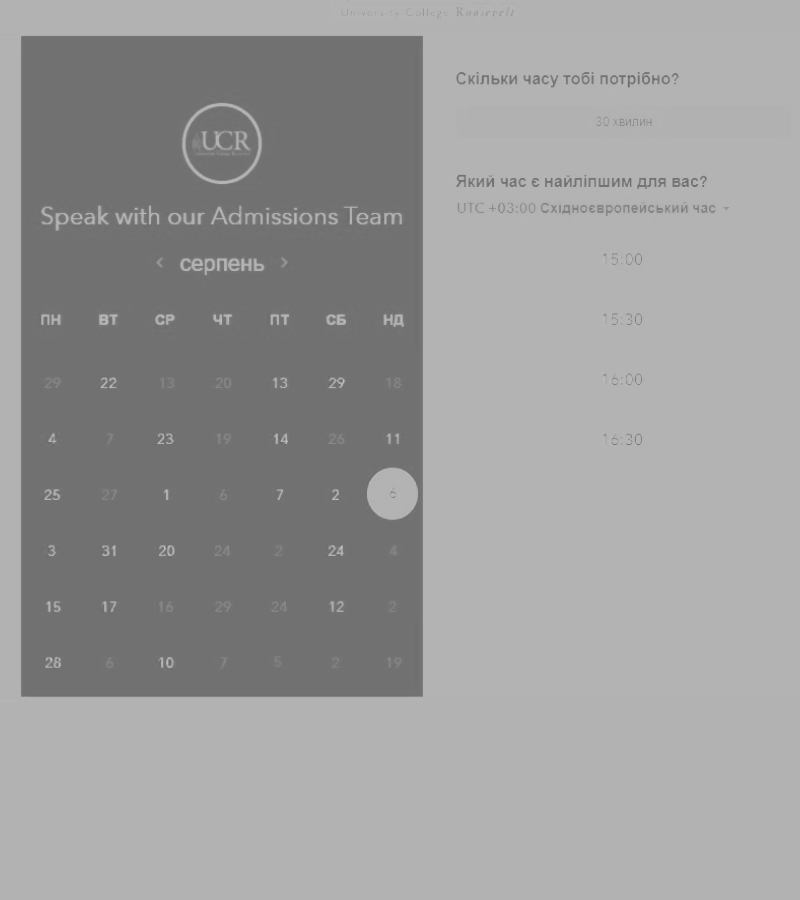 University College Roosevelt
UCR
Speak with our Admissions Team
< серпень >
ПН ВТ СР ЧТ ПТ СБ НД
29 22 13 20 13 29 18
4 7 23 19 14 26 11
25 27 1 6 7 2 6
3 31 20 24 2 24 4
15 17 16 29 24 12 2
28 6 10 7 5 2 19
Скільки часу тобі потрібно?
30 хвилин
Який час є найліпшим для вас?
UTC +03:00 Східноєвропейський час
15:00
15:30
16:00
16:30